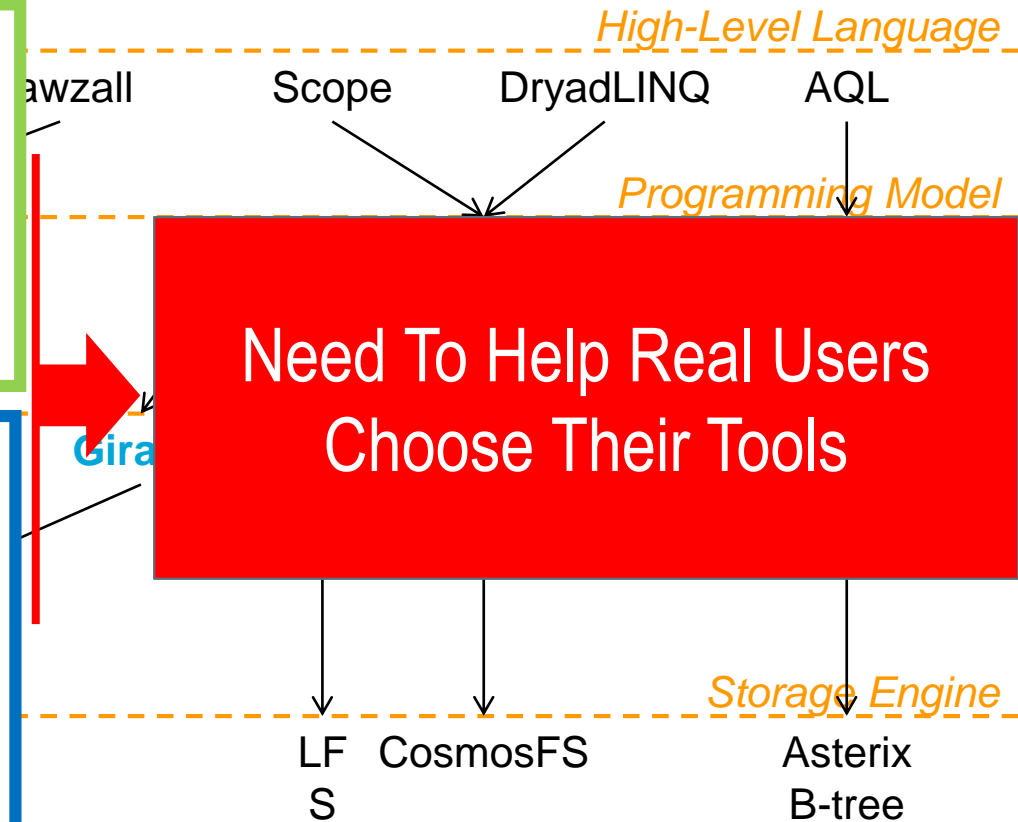 High-Level Language
awzall Scope DryadLINQ AQL
Programming Model
Need To Help Real Users
Choose Their Tools
Gira
Storage Engine
LF CosmosFS Asterix
S B-tree